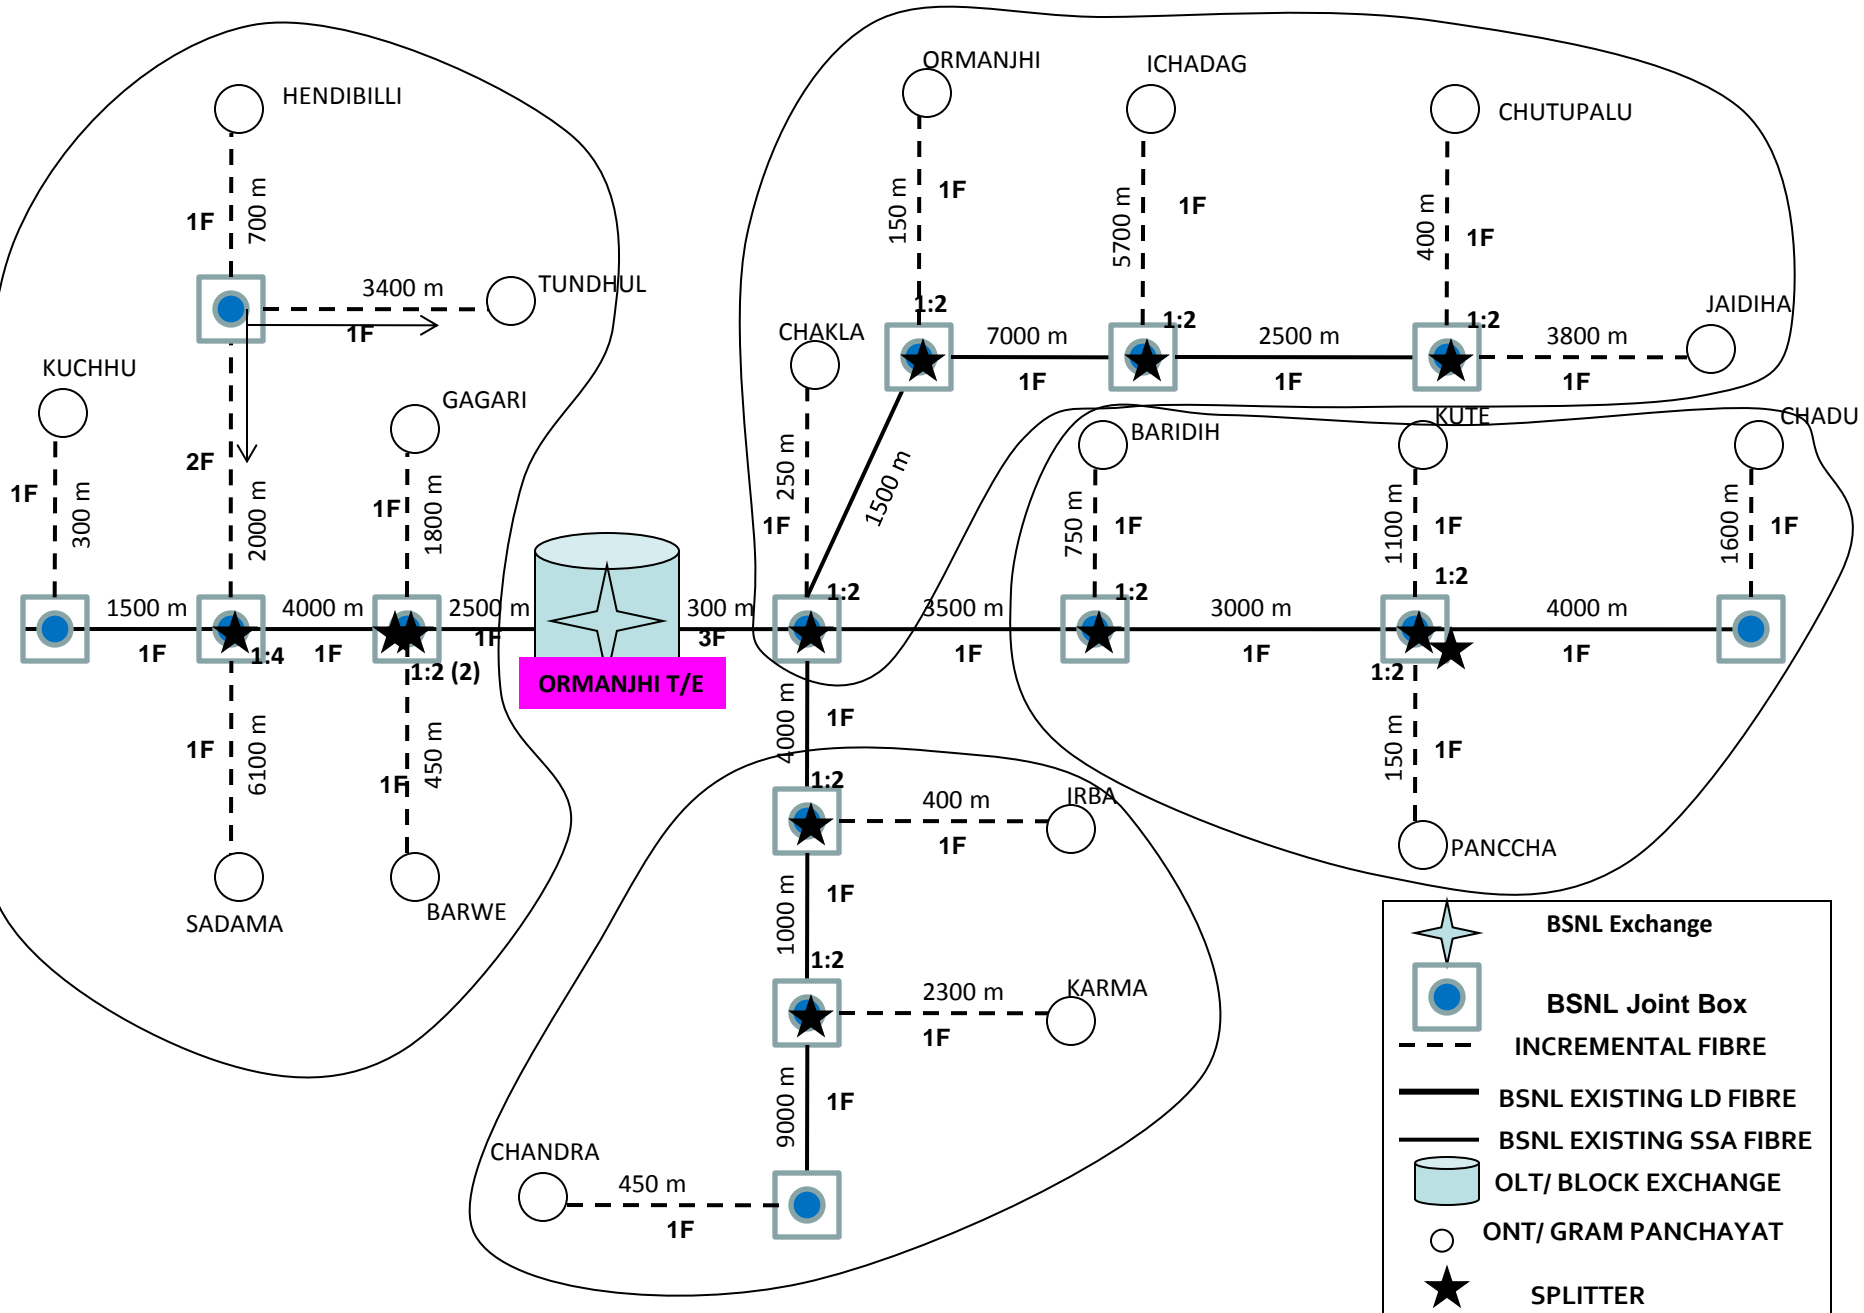 ORMANJHI
ICHADAG
CHUTUPALU
HENDIBILLI
1F
700 m
150 m
1F
5700 m
1F
400 m
1F
3400 m
1F
TUNDHUL
JAIDIHA
KUCHHU
GAGARI
CHAKLA
1:2
7000 m
1F
1:2
2500 m
1F
1:2
3800 m
1F
2F
2000 m
1F
300 m
1F
1800 m
1F
250 m
1500 m
BARIDIH
KUTE
CHADU
750 m
1F
1100 m
1F
1600 m
1F
1500 m
1F
1:4
4000 m
1F
1:2 (2)
2500 m
1F
ORMANJHI T/E
300 m
3F
1:2
3500 m
1F
1:2
3000 m
1F
1:2
1:2
4000 m
1F
1F
6100 m
1F
450 m
4000 m
1F
150 m
1F
SADAMA
BARWE
1:2
400 m
1F
IRBA
PANCCHA
1000 m
1F
1:2
2300 m
1F
KARMA
9000 m
1F
CHANDRA
450 m
1F
BSNL Exchange
BSNL Joint Box
INCREMENTAL FIBRE
BSNL EXISTING LD FIBRE
BSNL EXISTING SSA FIBRE
OLT/ BLOCK EXCHANGE
ONT/ GRAM PANCHAYAT
SPLITTER